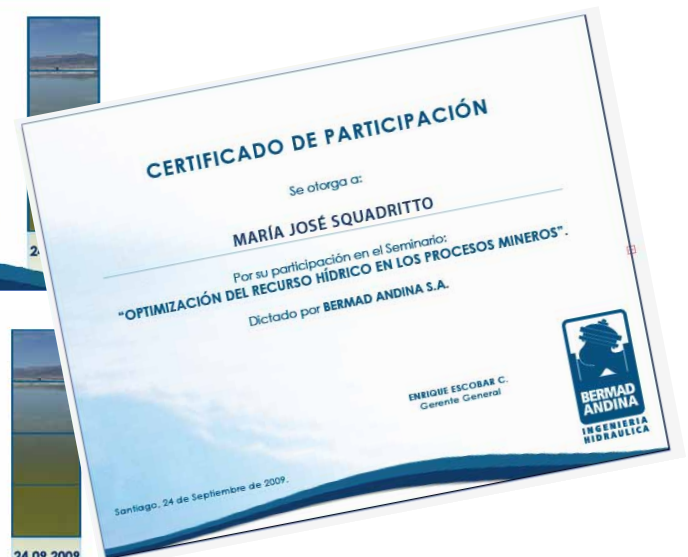 CERTIFICADO DE PARTICIPACIÓN
Se otorga a:
MARÍA JOSÉ SQUADRITTO
Por su participación en el Seminario:
"OPTIMIZACIÓN DEL RECURSO HÍDRICO EN LOS PROCESOS MINEROS".
Dictado por BERMAD ANDINA S.A.
ENRIQUE ESCOBAR C.
Gerente General
BERMAD
ANDINA
INGENIERIA
HIDRAULICA
Santiago, 24 de Septiembre de 2009.
24.09.2009